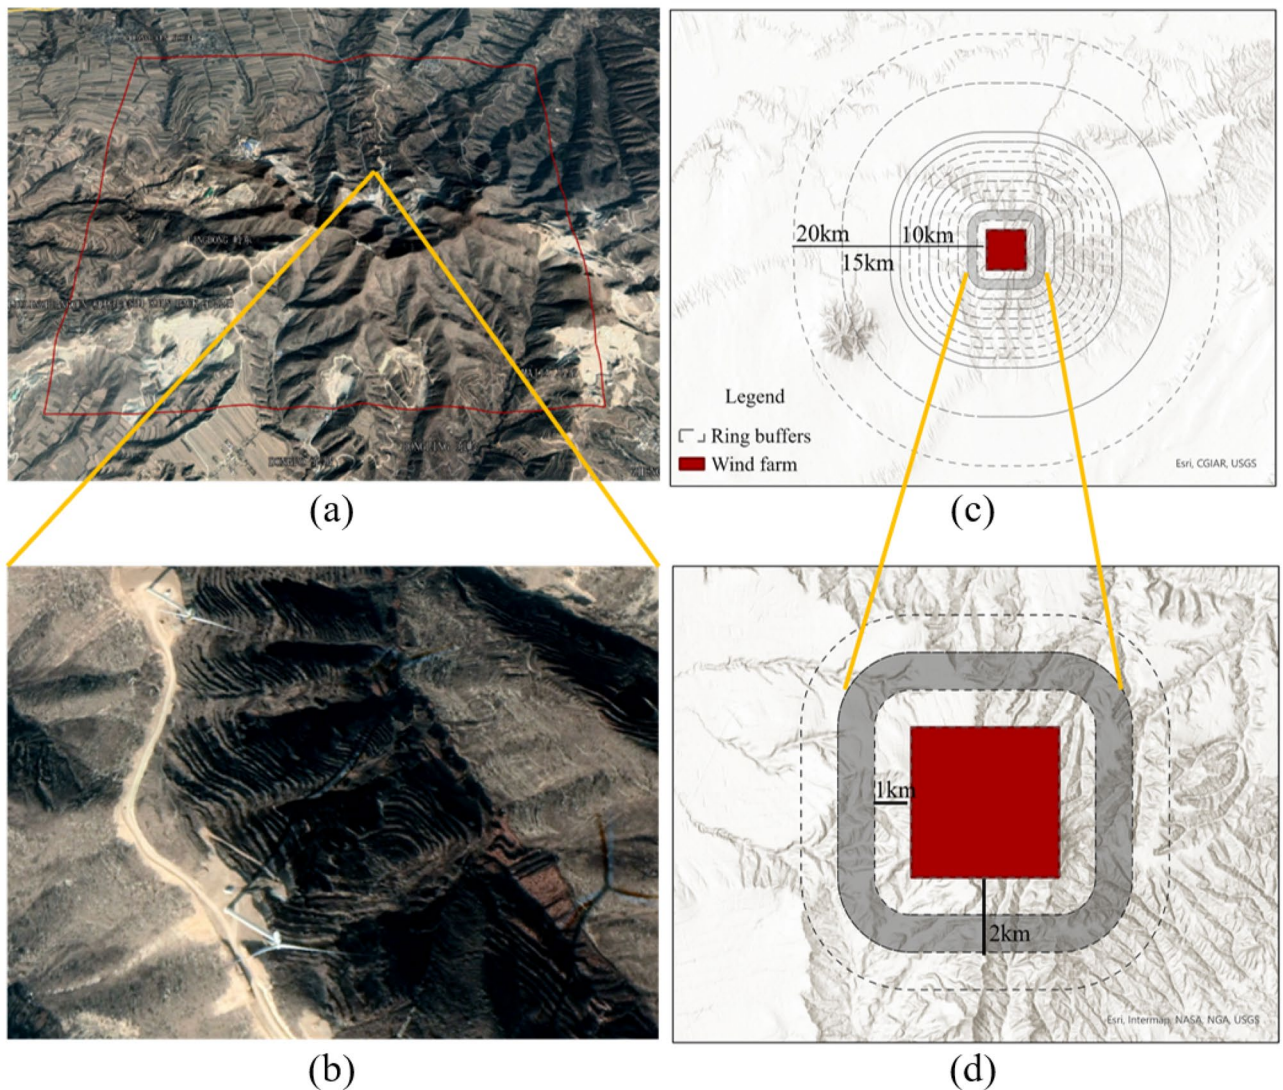 20km
10km
15km
Legend
Ring buffers
Wind farm
Esri, CGIAR, USGS
(a)
(c)
1km
2km
Esri, Intermap, NASA, NGA, USGS
(b)
(d)